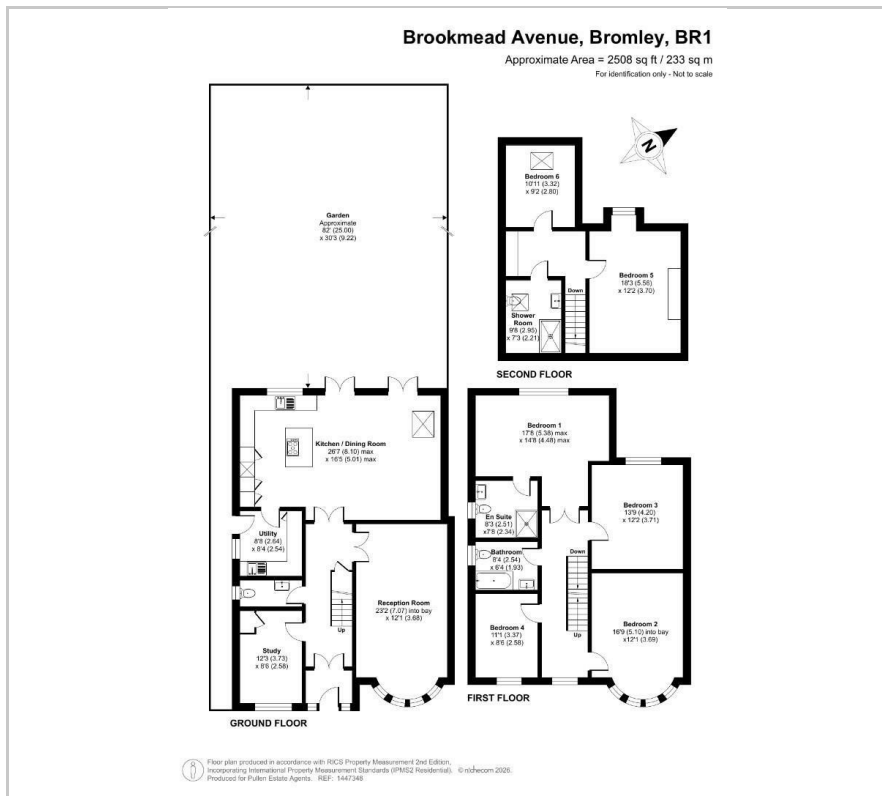 Brookmead Avenue, Bromley, BR1
Approximate Area = 2508 sq ft / 233 sq m
For identification only - Not to scale
N
Bedroom 6
10'11 (3.32)
x 9'2 (2.80)
Garden
Approximate
82' (25.00)
x 30'3 (9.22)
Bedroom 5
18'3 (5.56)
x 12'2 (3.70)
Down
Shower
Room
9'8 (2.95)
x 7'3 (2.21)
SECOND FLOOR
Kitchen / Dining Room
26'7 (8.10) max
x 16'5 (5.01) max
Utility
8'8 (2.64)
x 8'4 (2.54)
Reception Room
23'2 (7.07) into bay
x 12'1 (3.68)
Up
Study
12'3 (3.73)
x 8'6 (2.58)
GROUND FLOOR
Bedroom 1
17'8 (5.38) max
x 14'8 (4.48) max
Bedroom 3
13'9 (4.20)
x 12'2 (3.71)
En Suite
8'3 (2.51)
x7'8 (2.34)
Bathroom
8'4 (2.54)
x 6'4 (1.93)
Down
Bedroom 4
11'1 (3.37)
x 8'6 (2.58)
Up
Bedroom 2
16'9 (5.10) into bay
x12'1 (3.69)
FIRST FLOOR
Floor plan produced in accordance with RICS Property Measurement 2nd Edition,
Incorporating International Property Measurement Standards (IPMS2 Residential). © nichecom 2026.
Produced for Pullen Estate Agents. REF: 1447348